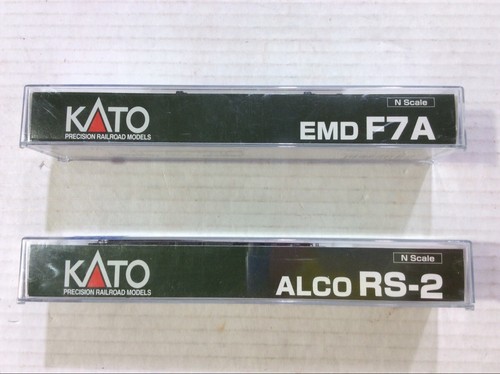 KATO
PRECISION RAILROAD MODELS
N Scale
EMD F7A
KATO
PRECISION RAILROAD MODELS
N Scale
ALCO RS-2